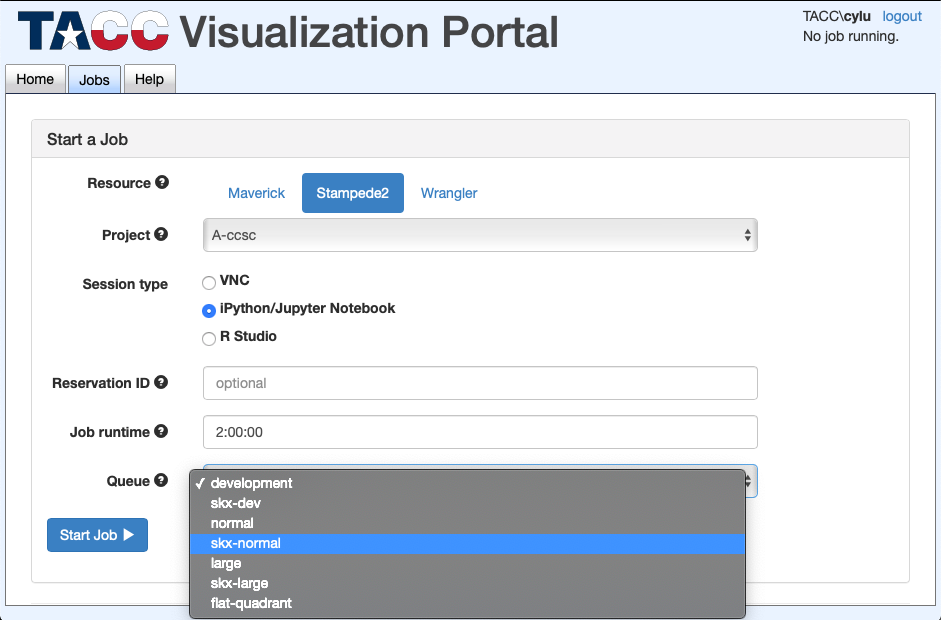 TACC Visualization Portal
TACC\cylu logout
No job running.
Home Jobs Help
Start a Job
Resource ?
Maverick Stampede2 Wrangler
Project ?
A-ccsc
Session type
VNC
iPython/Jupyter Notebook
R Studio
Reservation ID ?
optional
Job runtime ?
2:00:00
Queue ?
✓ development
skx-dev
normal
skx-normal
large
skx-large
flat-quadrant
Start Job